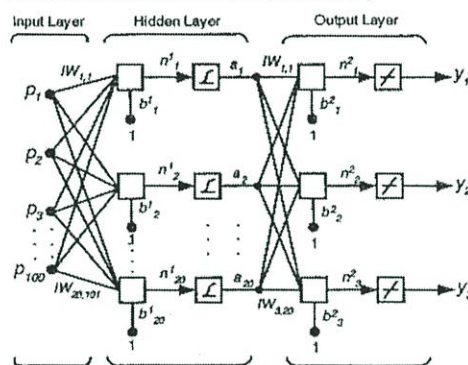 Input Layer Hidden Layer Output Layer
p1 IW1,1 n¹1 a1 IW1,1 n²1 y1
b¹1 b²1
1 1
p2 n¹2 a2 n²2 y2
p3 b¹2 b²2
1 1
p100 IW20,101 n¹20 a20 IW3,20 n²3
b¹20 b²3
1 1